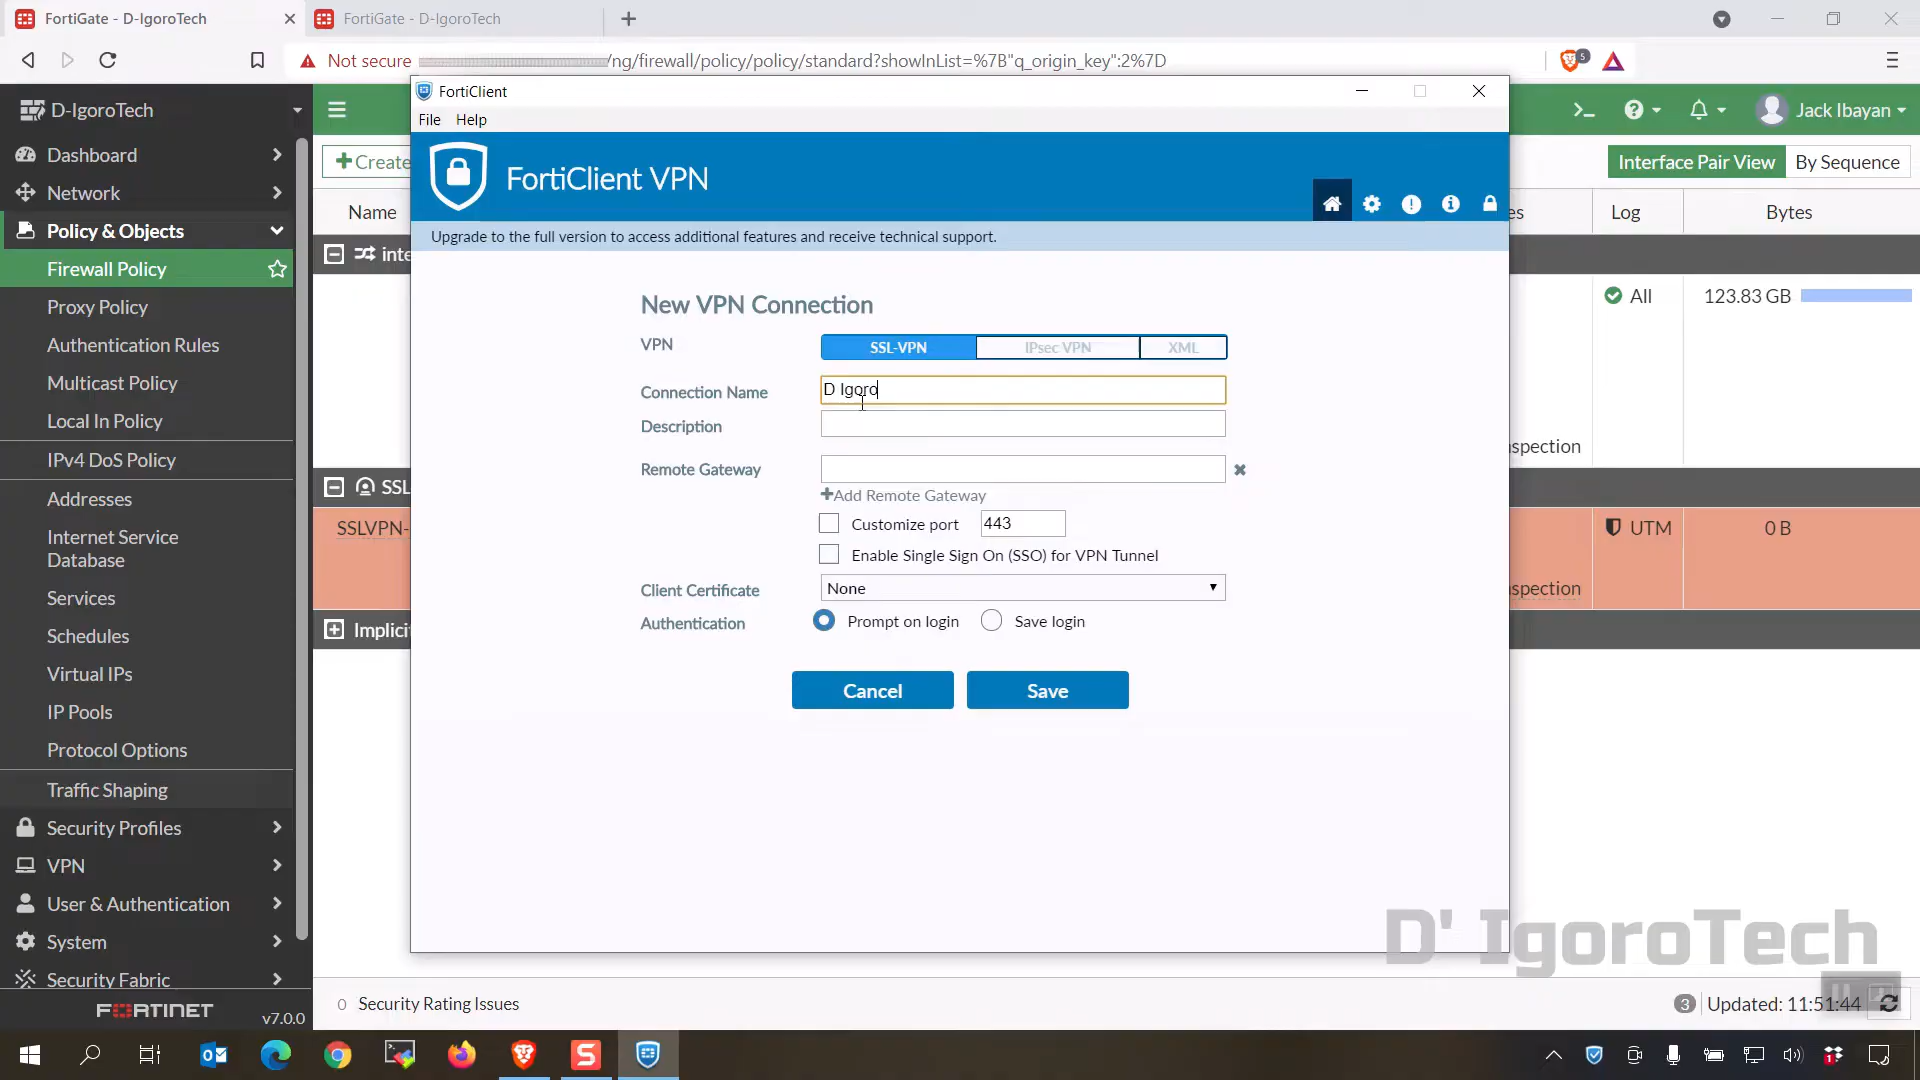 FortiGate - D-IgoroTech
FortiGate - D-IgoroTech
Not secure
/ng/firewall/policy/policy/standard?showInList=%7B"q_origin_key":2%7D
5
D-IgoroTech
Jack Ibayan
FortiClient
File Help
FortiClient VPN
Upgrade to the full version to access additional features and receive technical support.
New VPN Connection
VPN
SSL-VPN
IPsec VPN
XML
Connection Name
D Igoro
Description
Remote Gateway
Add Remote Gateway
Customize port
443
Enable Single Sign On (SSO) for VPN Tunnel
Client Certificate
None
Authentication
Prompt on login
Save login
Cancel
Save
Dashboard
Network
Policy & Objects
Firewall Policy
Proxy Policy
Authentication Rules
Multicast Policy
Local In Policy
IPv4 DoS Policy
Addresses
Internet Service
Database
Services
Schedules
Virtual IPs
IP Pools
Protocol Options
Traffic Shaping
Security Profiles
VPN
User & Authentication
System
Security Fabric
FORTINET
v7.0.0
Create
Interface Pair View
By Sequence
Name
es
Log
Bytes
inte
All
123.83 GB
spection
SSL
SSLVPN-
UTM
0 B
spection
Implici
D' IgoroTech
0 Security Rating Issues
3
Updated: 11:51:44
1